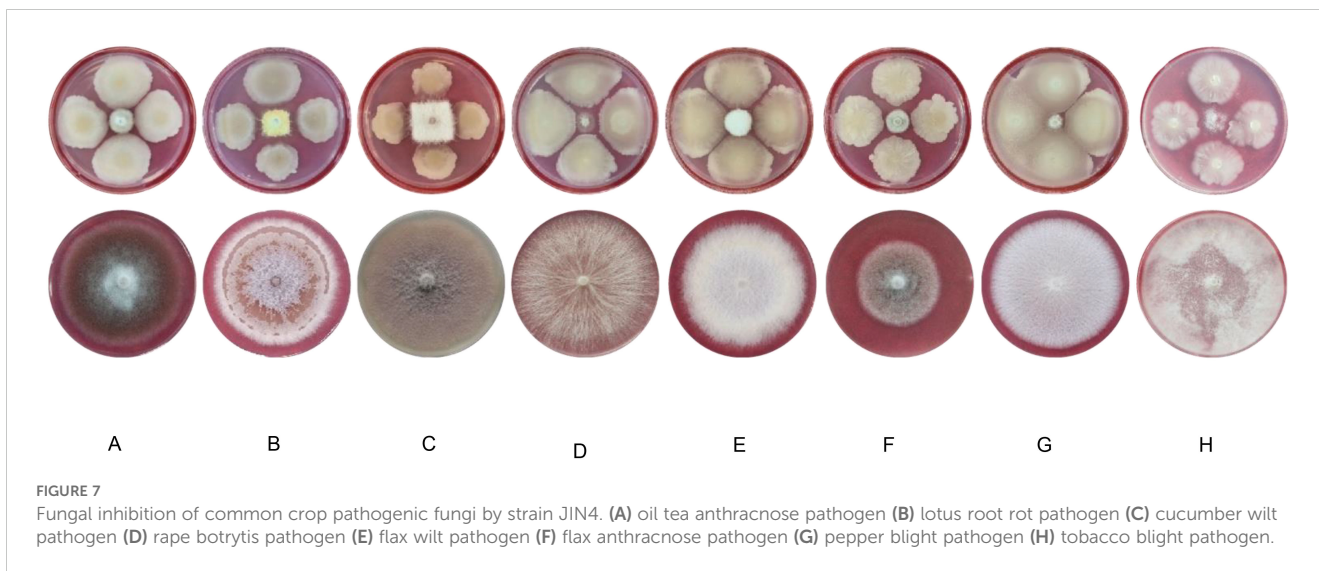 A B C D E F G H
FIGURE 7
Fungal inhibition of common crop pathogenic fungi by strain JIN4. (A) oil tea anthracnose pathogen (B) lotus root rot pathogen (C) cucumber wilt
pathogen (D) rape botrytis pathogen (E) flax wilt pathogen (F) flax anthracnose pathogen (G) pepper blight pathogen (H) tobacco blight pathogen.